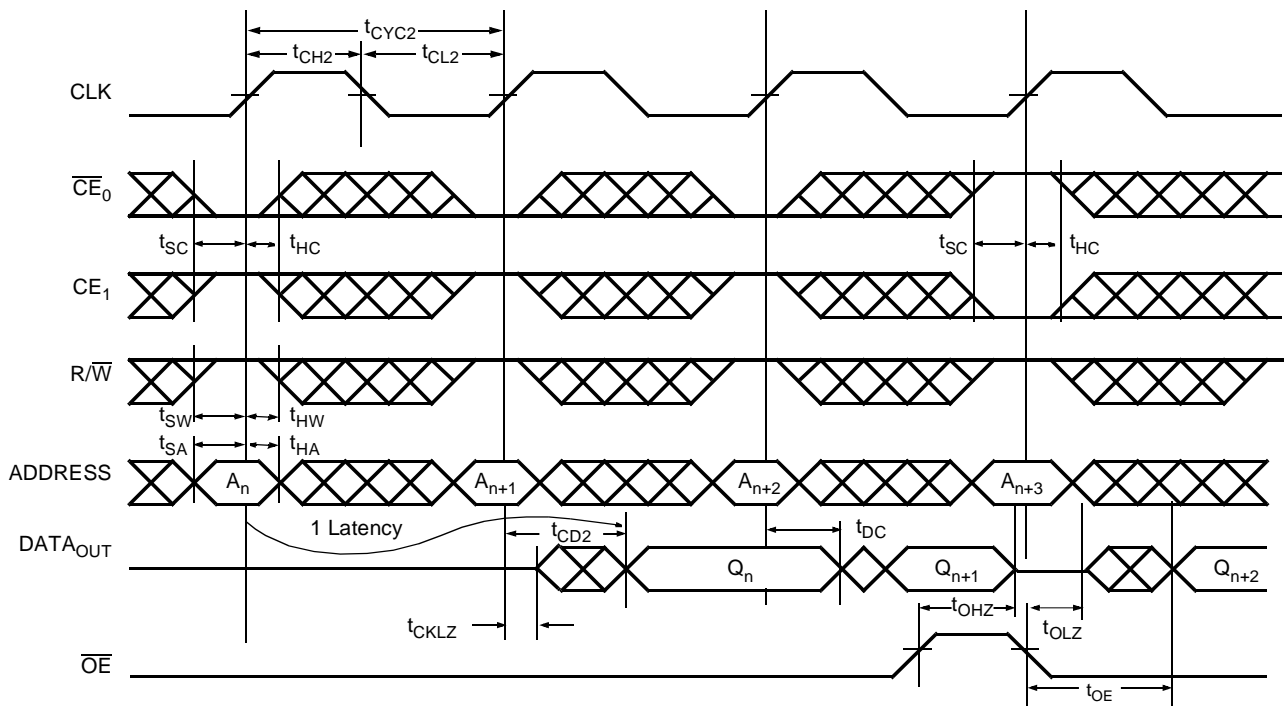 tCYC2
tCH2
tCL2
CLK
CE0
tSC
tHC
tSC
tHC
CE1
R/W
tSW
tHW
tSA
tHA
ADDRESS
An
An+1
An+2
An+3
1 Latency
tCD2
tDC
DATAOUT
Qn
Qn+1
Qn+2
tOHZ
tCKLZ
tOLZ
OE
tOE